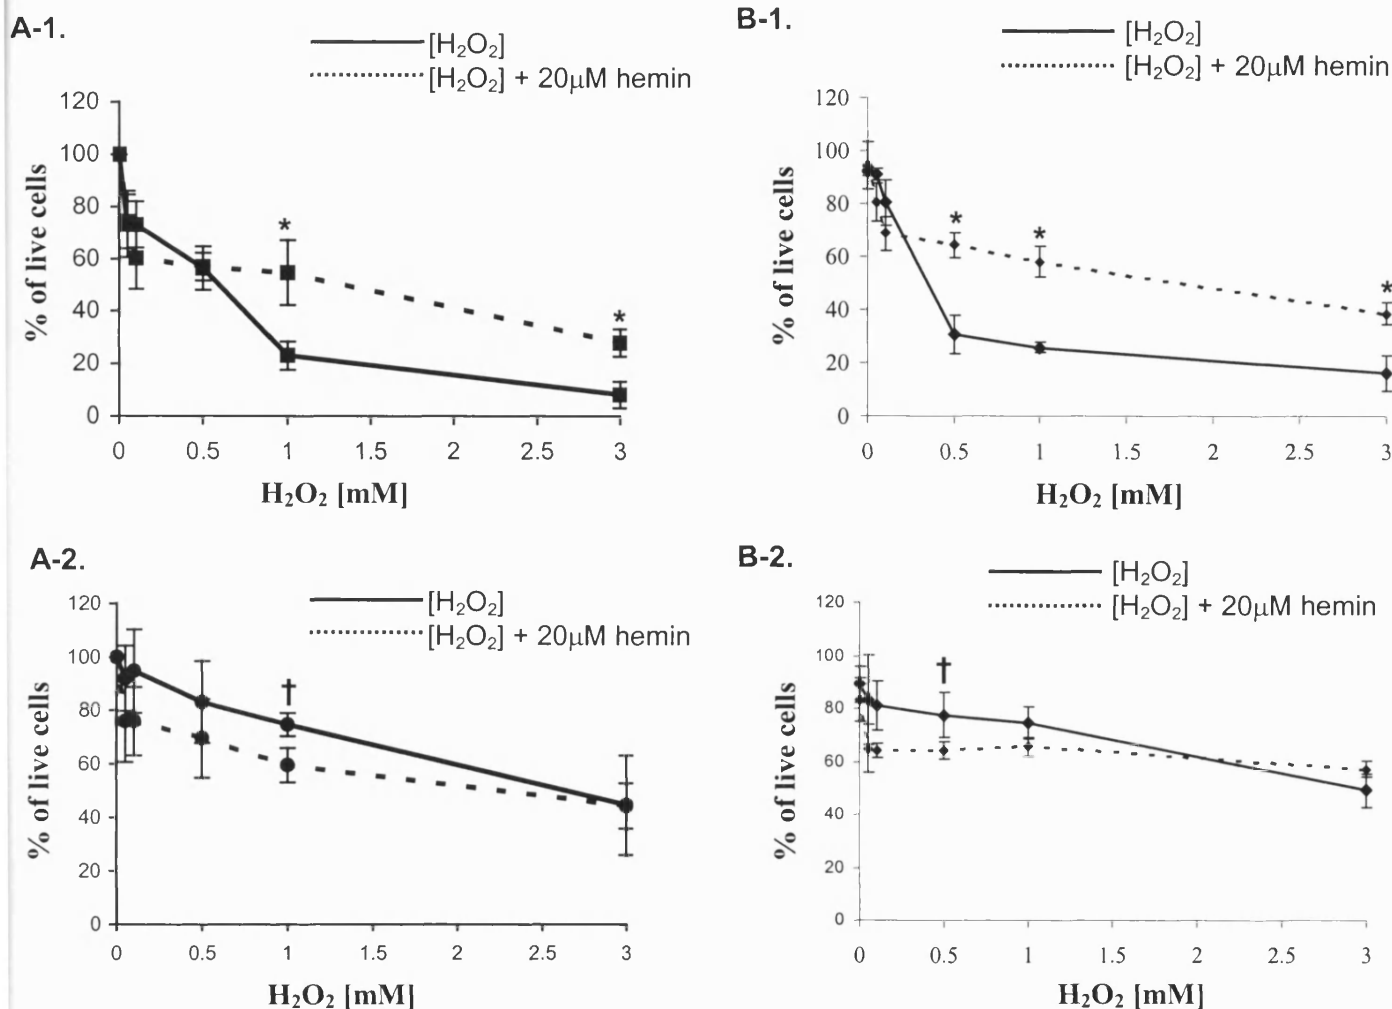 A-1.
[H₂O₂]
[H₂O₂] + 20µM hemin
120
100
80
60
40
20
0
% of live cells
*
*
0 0.5 1 1.5 2 2.5 3
H₂O₂ [mM]
B-1.
[H₂O₂]
[H₂O₂] + 20µM hemin
120
100
80
60
40
20
0
% of live cells
*
*
*
0 0.5 1 1.5 2 2.5 3
H₂O₂ [mM]
A-2.
[H₂O₂]
[H₂O₂] + 20µM hemin
120
100
80
60
40
20
0
% of live cells
†
0 0.5 1 1.5 2 2.5 3
H₂O₂ [mM]
B-2.
[H₂O₂]
[H₂O₂] + 20µM hemin
120
100
80
60
40
20
0
% of live cells
†
0 0.5 1 1.5 2 2.5 3
H₂O₂ [mM]